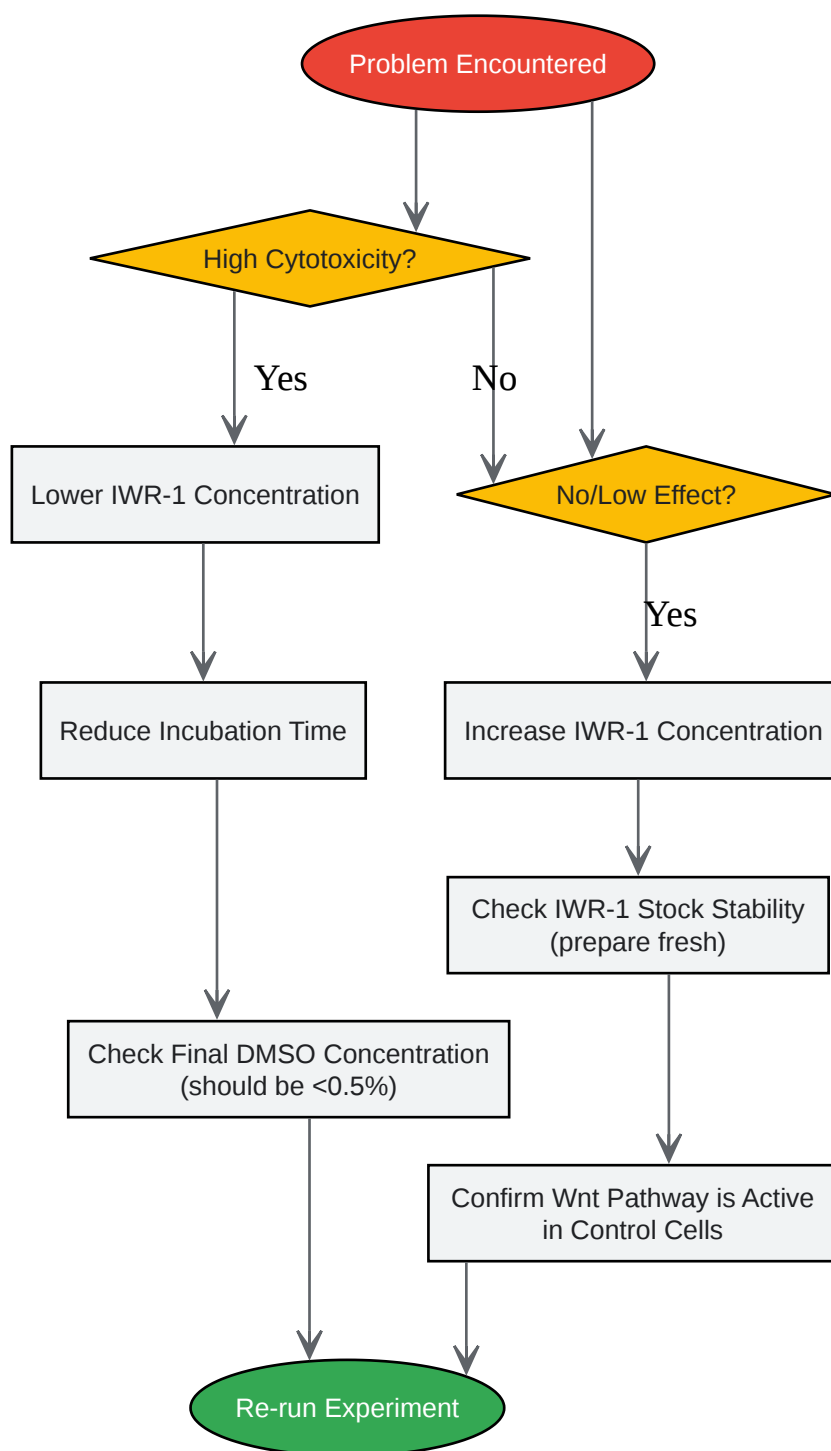 Problem Encountered
High Cytotoxicity?
Yes
No
Lower IWR-1 Concentration
No/Low Effect?
Yes
Reduce Incubation Time
Increase IWR-1 Concentration
Check IWR-1 Stock Stability
(prepare fresh)
Check Final DMSO Concentration
(should be <0.5%)
Confirm Wnt Pathway is Active
in Control Cells
Re-run Experiment